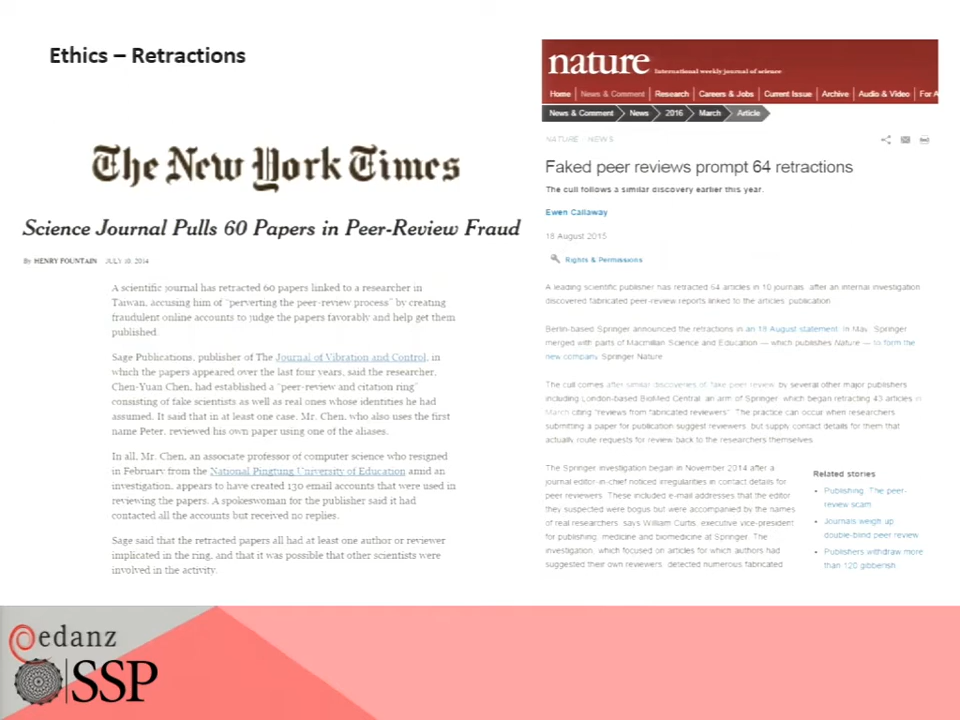 Ethics – Retractions
The New York Times
Science Journal Pulls 60 Papers in Peer-Review Fraud
By HENRY FOUNTAIN JULY 10, 2014
A scientific journal has retracted 60 papers linked to a researcher in
Taiwan, accusing him of "perverting the peer-review process" by creating
fraudulent online accounts to judge the papers favorably and help get them
published.
Sage Publications, publisher of The Journal of Vibration and Control, in
which the papers appeared over the last four years, said the researcher,
Chen-Yuan Chen, had established a "peer-review and citation ring"
consisting of fake scientists as well as real ones whose identities he had
assumed. It said that in at least one case, Mr. Chen, who also uses the first
name Peter, reviewed his own paper using one of the aliases.
In all, Mr. Chen, an associate professor of computer science who resigned
in February from the National Pingtung University of Education amid an
investigation, appears to have created 130 email accounts that were used in
reviewing the papers. A spokeswoman for the publisher said it had
contacted all the accounts but received no replies.
Sage said that the retracted papers all had at least one author or reviewer
implicated in the ring, and that it was possible that other scientists were
involved in the activity.
nature International weekly journal of science
Home | News & Comment | Research | Careers & Jobs | Current Issue | Archive | Audio & Video | For A
News & Comment News 2016 March Article
NATURE | NEWS
Faked peer reviews prompt 64 retractions
The cull follows a similar discovery earlier this year.
Ewen Callaway
18 August 2015
Rights & Permissions
A leading scientific publisher has retracted 64 articles in 10 journals, after an internal investigation
discovered fabricated peer-review reports linked to the articles' publication.
Berlin-based Springer announced the retractions in an 18 August statement. In May, Springer
merged with parts of Macmillan Science and Education — which publishes Nature — to form the
new company Springer Nature.
The cull comes after similar discoveries of 'fake peer review' by several other major publishers,
including London-based BioMed Central, an arm of Springer, which began retracting 43 articles in
March citing "reviews from fabricated reviewers". The practice can occur when researchers
submitting a paper for publication suggest reviewers, but supply contact details for them that
actually route requests for review back to the researchers themselves.
The Springer investigation began in November 2014 after a
journal editor-in-chief noticed irregularities in contact details for
peer reviewers. These included e-mail addresses that the editor
they suspected were bogus but were accompanied by the names
of real researchers, says William Curtis, executive vice-president
for publishing, medicine and biomedicine at Springer. The
investigation, which focused on articles for which authors had
suggested their own reviewers, detected numerous fabricated
Related stories
• Publishing: The peer-
review scam
• Journals weigh up
double-blind peer review
• Publishers withdraw more
than 120 gibberish
edanz
SSP